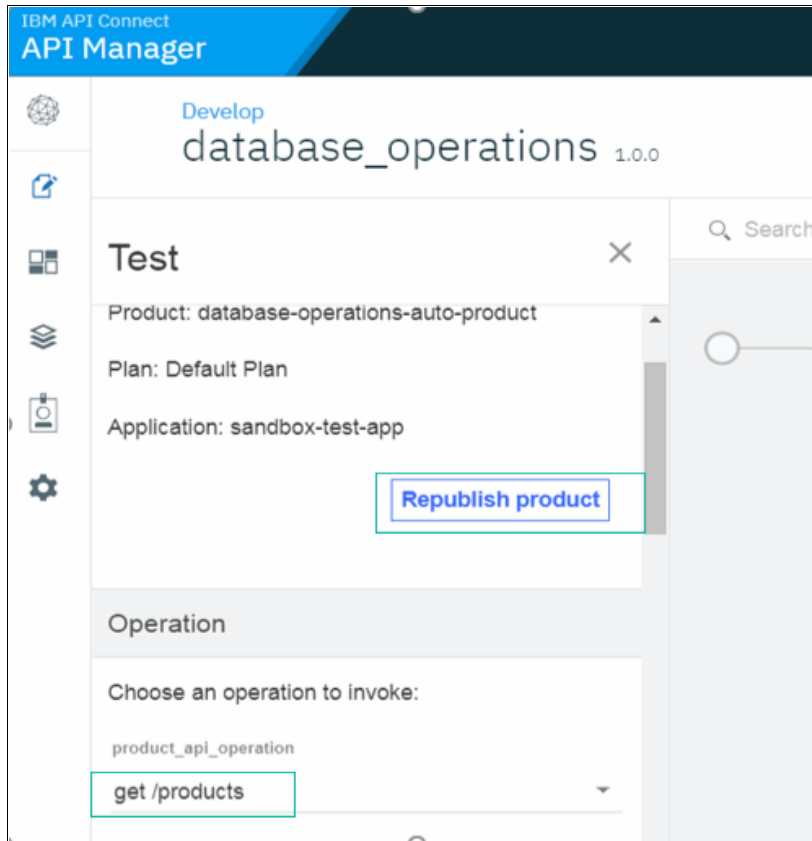 IBM API Connect
API Manager
Develop
database_operations 1.0.0
Test
Search
Product: database-operations-auto-product
Plan: Default Plan
Application: sandbox-test-app
Republish product
Operation
Choose an operation to invoke:
product_api_operation
get /products